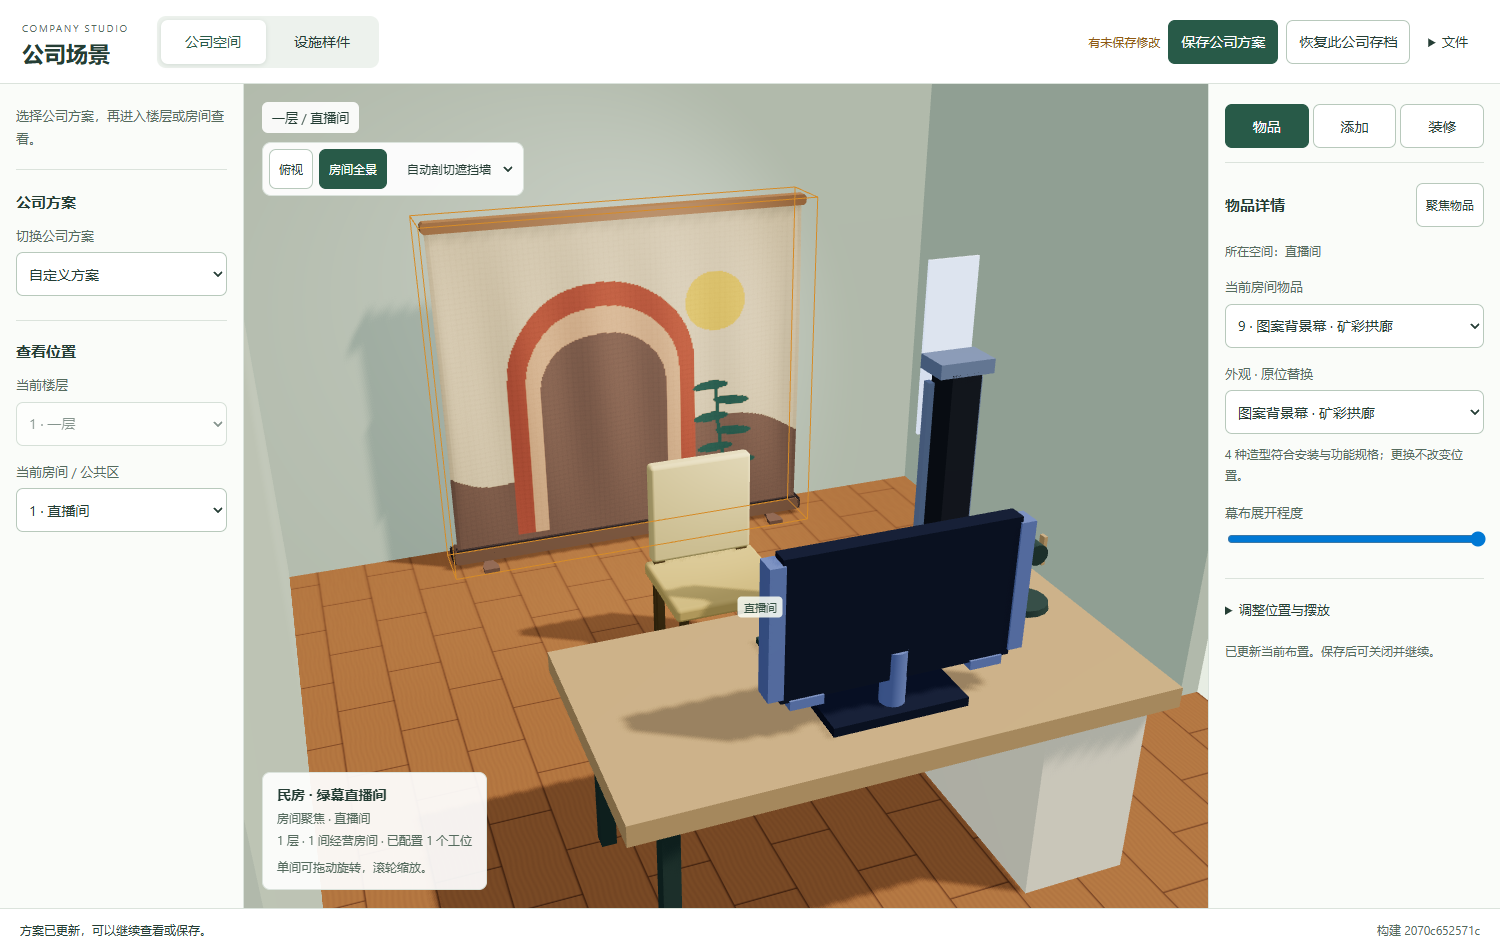 COMPANY STUDIO
公司场景
公司空间
设施样件
有未保存修改
保存公司方案
恢复此公司存档
文件
选择公司方案，再进入楼层或房间查
看。
公司方案
切换公司方案
自定义方案
查看位置
当前楼层
1 · 一层
当前房间 / 公共区
1 · 直播间
一层 / 直播间
俯视
房间全景
自动剖切遮挡墙
直播间
民房 · 绿幕直播间
房间聚焦 · 直播间
1 层 · 1 间经营房间 · 已配置 1 个工位
单间可拖动旋转，滚轮缩放。
物品
添加
装修
物品详情
聚焦物品
所在空间：直播间
当前房间物品
9 · 图案背景幕 · 矿彩拱廊
外观 · 原位替换
图案背景幕 · 矿彩拱廊
4 种造型符合安装与功能规格；更换不改变位
置。
幕布展开程度
调整位置与摆放
已更新当前布置。保存后可关闭并继续。
方案已更新，可以继续查看或保存。
构建 2070c652571c